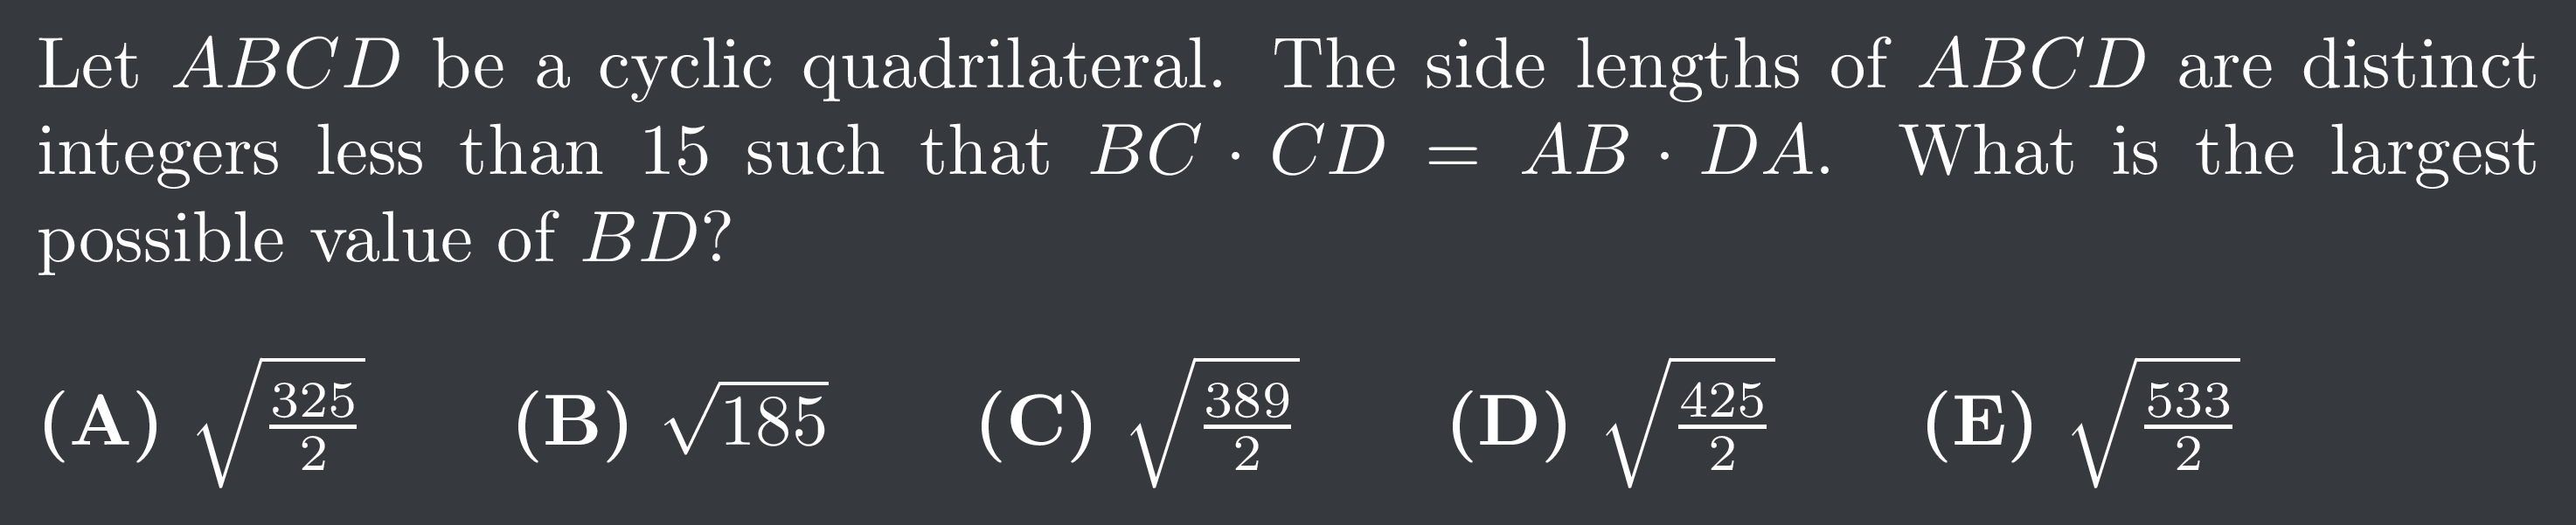 Let ABCD be a cyclic quadrilateral. The side lengths of ABCD are distinct
integers less than 15 such that BC · CD = AB · DA. What is the largest
possible value of BD?
(A) √(325/2) (B) √185 (C) √(389/2) (D) √(425/2) (E) √(533/2)